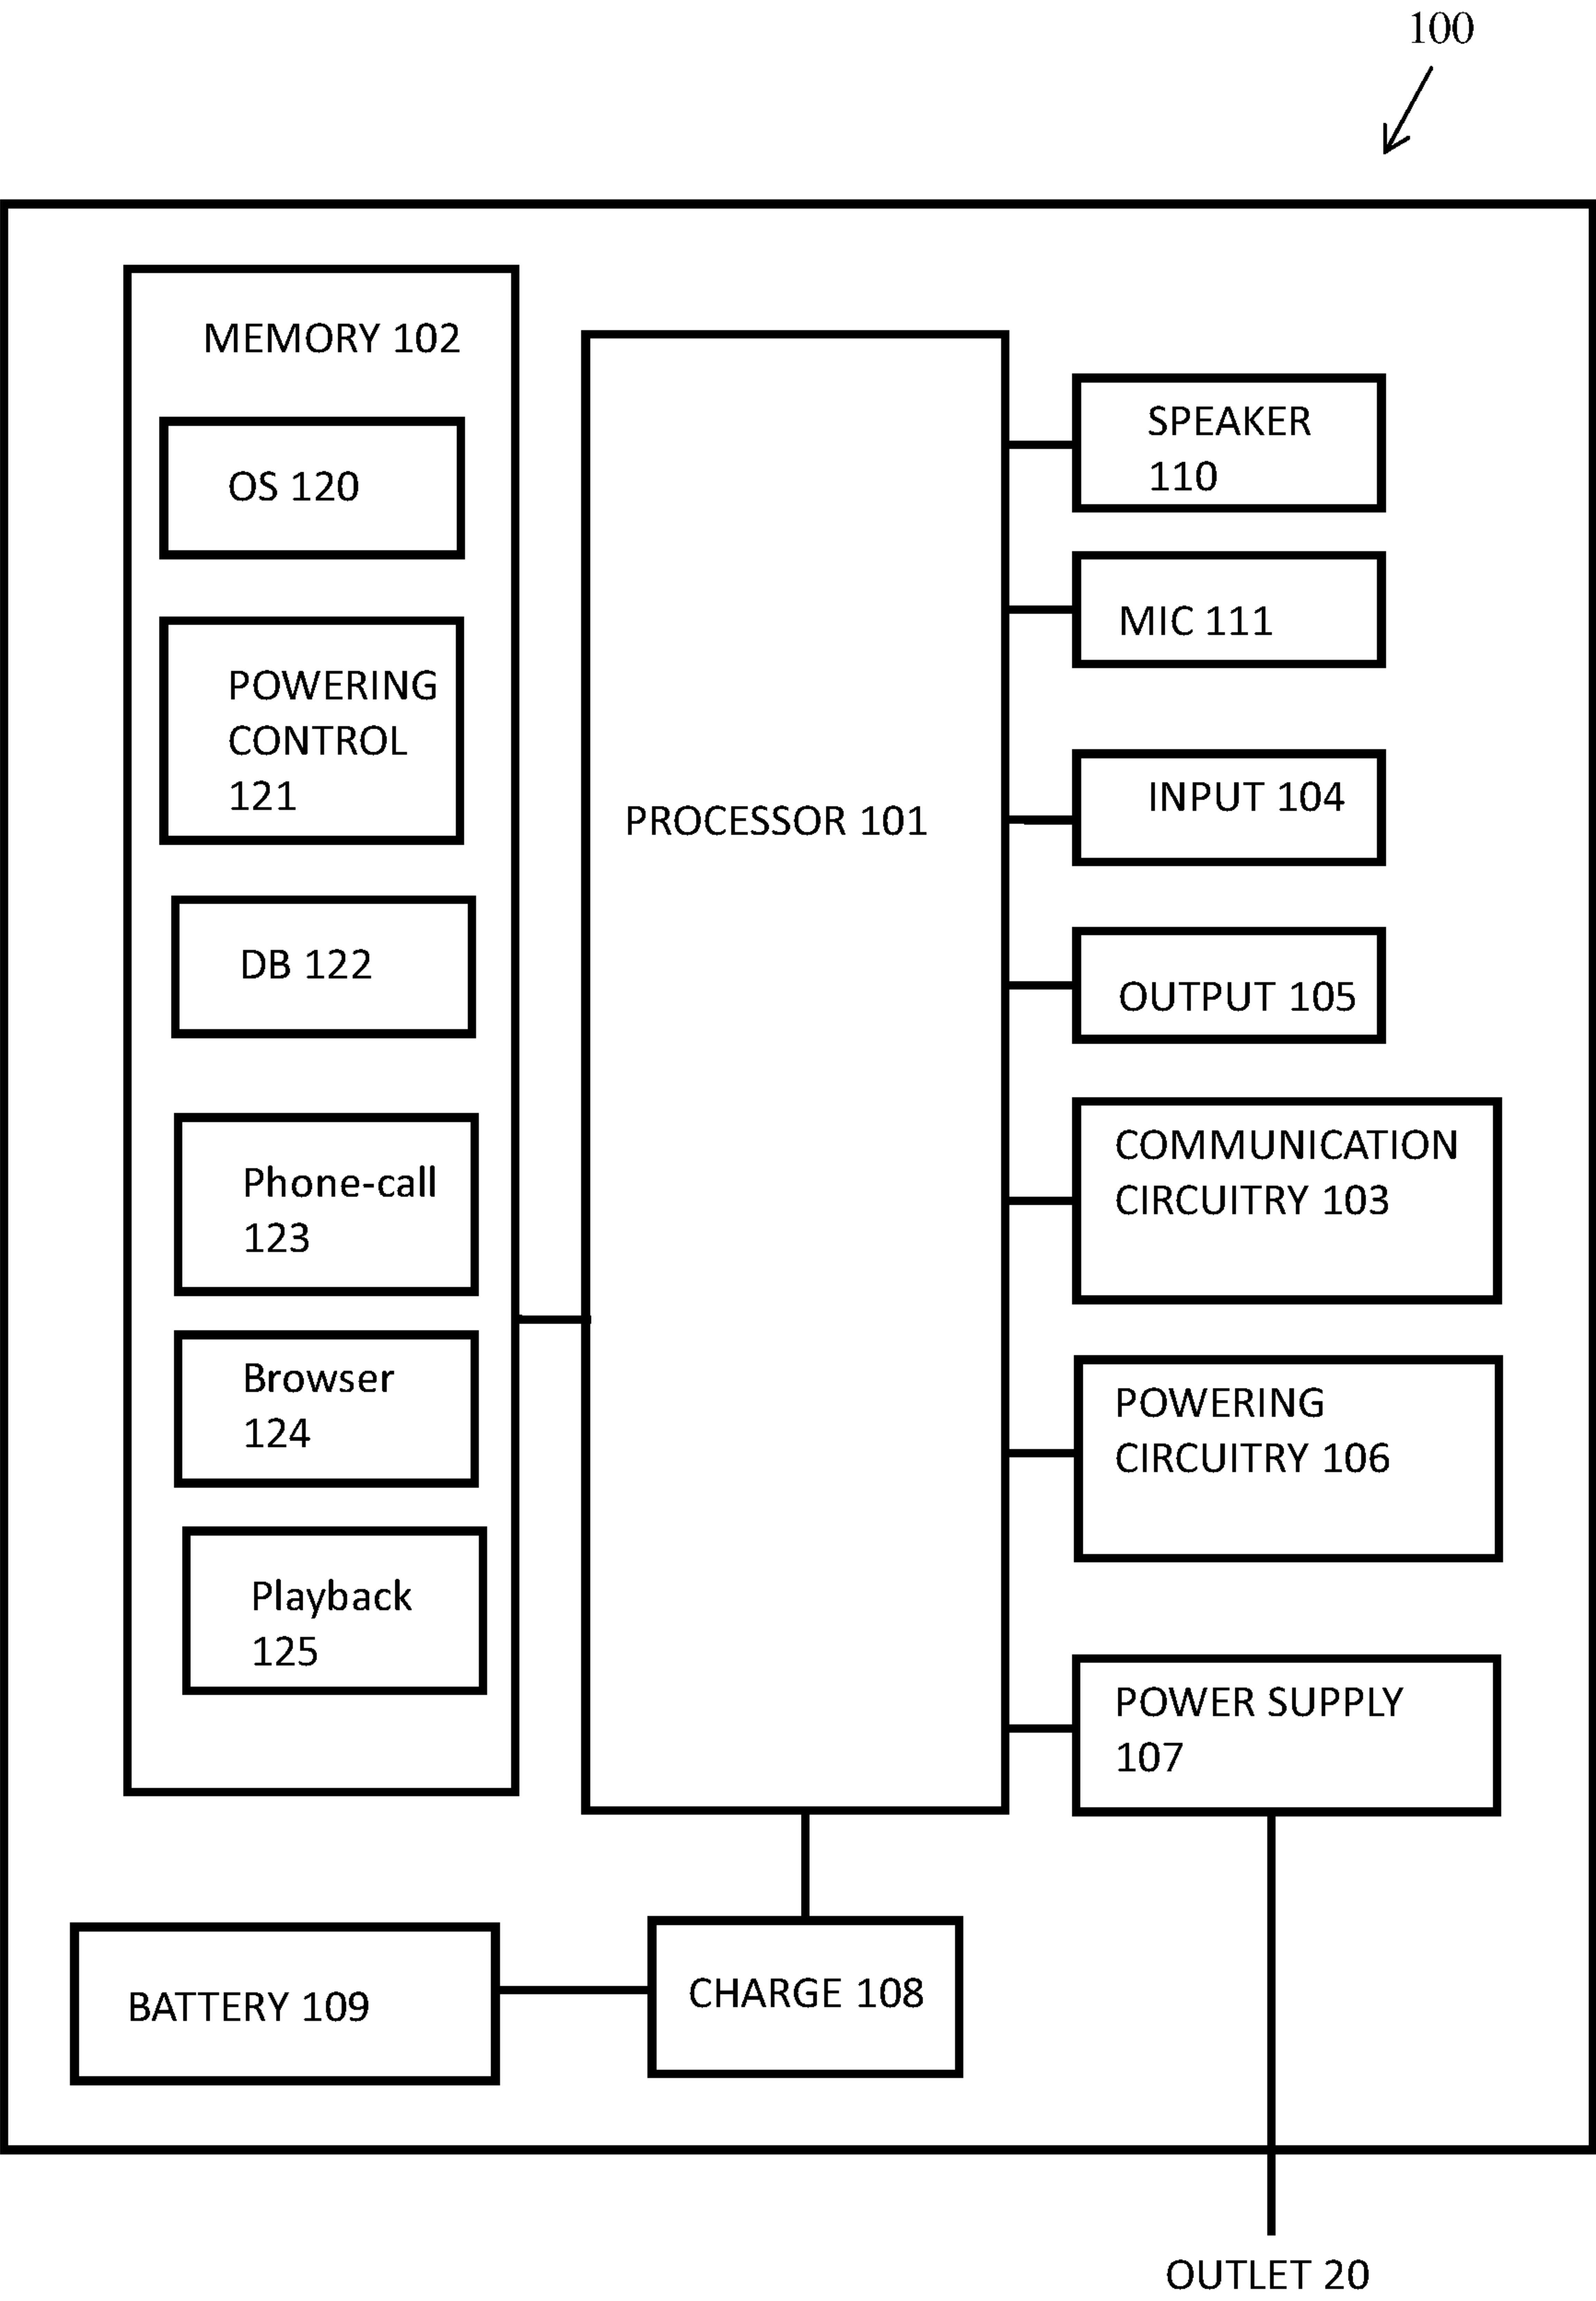 100
MEMORY 102
OS 120
POWERING
CONTROL
121
DB 122
Phone-call
123
Browser
124
Playback
125
PROCESSOR 101
SPEAKER
110
MIC 111
INPUT 104
OUTPUT 105
COMMUNICATION
CIRCUITRY 103
POWERING
CIRCUITRY 106
POWER SUPPLY
107
BATTERY 109
CHARGE 108
OUTLET 20